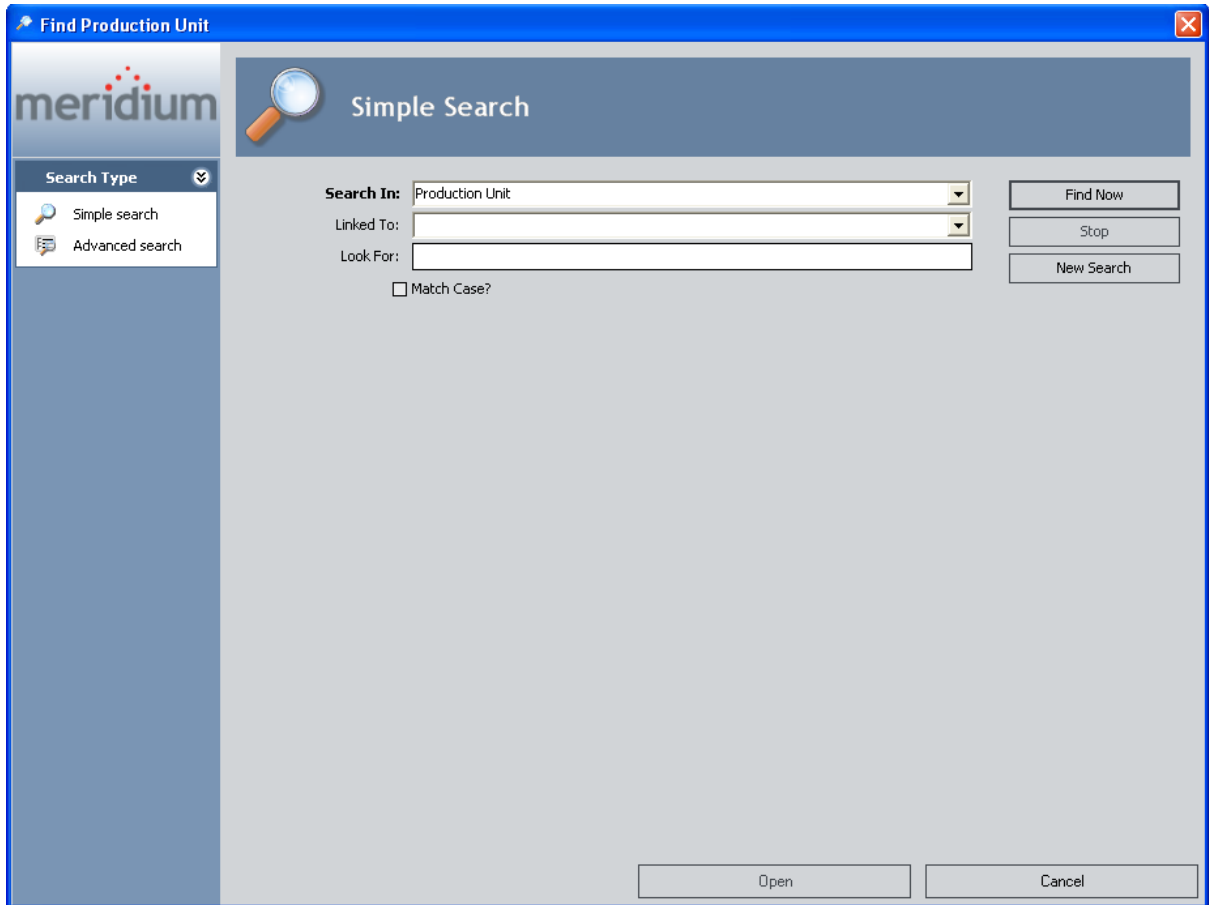 Find Production Unit
meridium
Simple Search
Search Type
Simple search
Advanced search
Search In: Production Unit
Find Now
Linked To:
Stop
Look For:
New Search
Match Case?
Open
Cancel